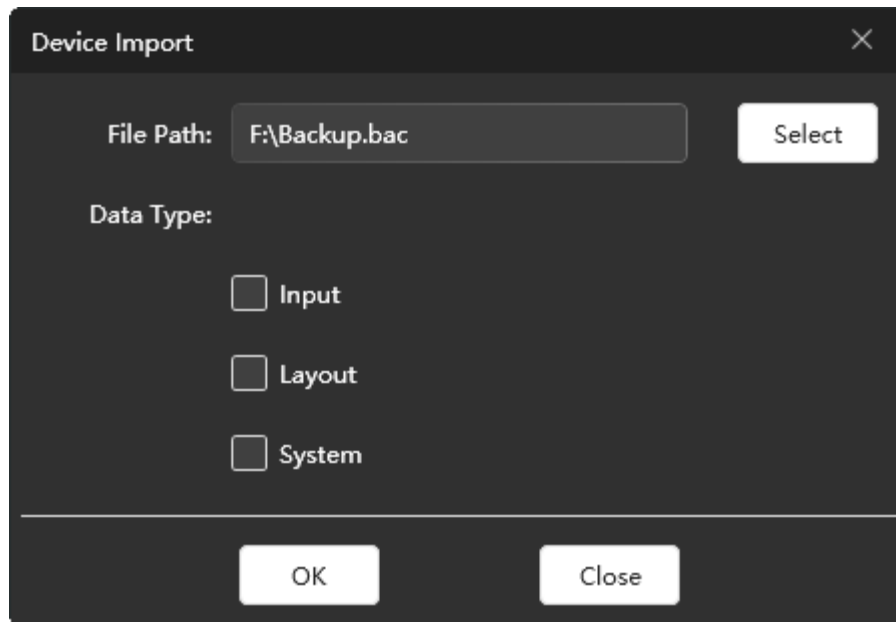 Device Import
File Path: F:\Backup.bac Select
Data Type:
Input
Layout
System
OK Close